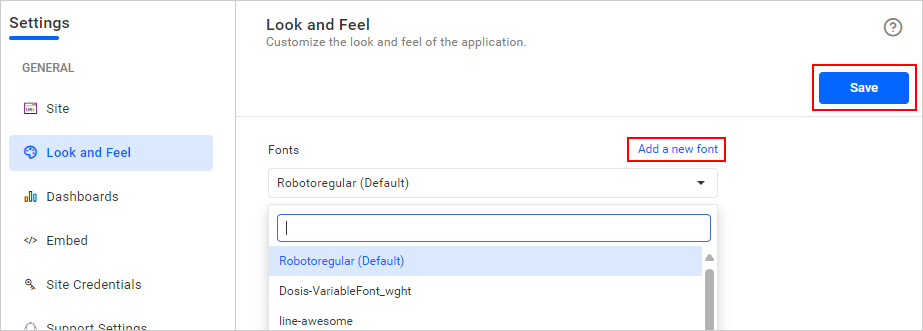 Settings
GENERAL
Site
Look and Feel
Dashboards
Embed
Site Credentials
Support Settings
Look and Feel
Customize the look and feel of the application.
Save
Fonts
Add a new font
Robotoregular (Default)
Robotoregular (Default)
Dosis-VariableFont_wght
line-awesome